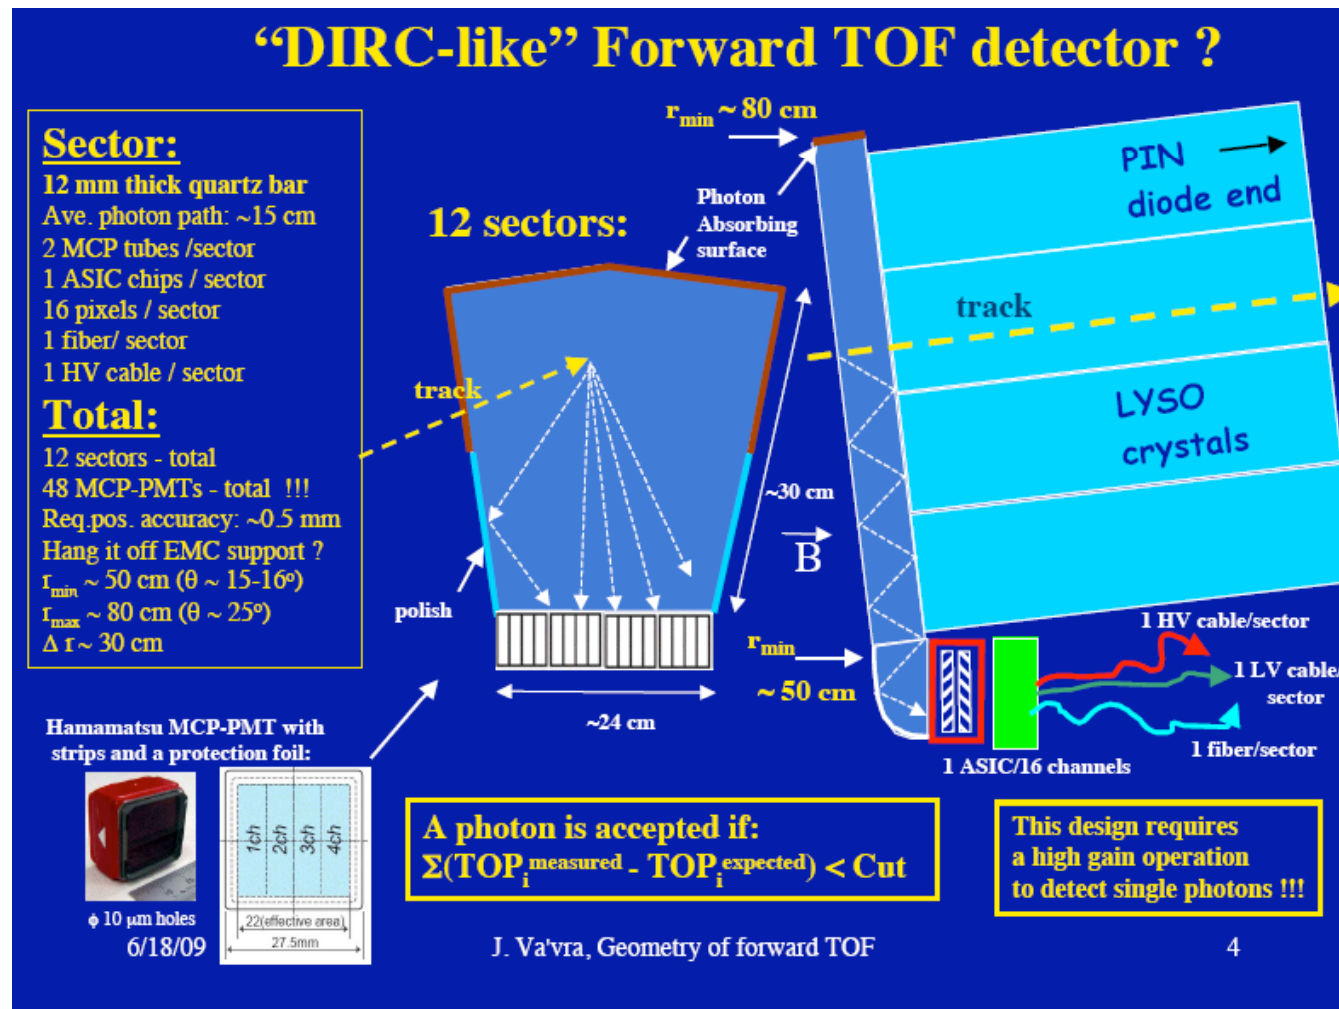 “DIRC-like” Forward TOF detector ?
Sector:
12 mm thick quartz bar
Ave. photon path: ~15 cm
2 MCP tubes /sector
1 ASIC chips / sector
16 pixels / sector
1 fiber/ sector
1 HV cable / sector
Total:
12 sectors - total
48 MCP-PMTs - total !!!
Req.pos. accuracy: ~0.5 mm
Hang it off EMC support ?
rmin ~ 50 cm (θ ~ 15-16º)
rmax ~ 80 cm (θ ~ 25º)
Δ r ~ 30 cm
12 sectors:
rmin ~ 80 cm
Photon
Absorbing
surface
PIN
diode end
track
track
LYSO
crystals
~30 cm
B
polish
rmin
~ 50 cm
~24 cm
1 HV cable/sector
1 LV cable/
sector
1 fiber/sector
1 ASIC/16 channels
Hamamatsu MCP-PMT with
strips and a protection foil:
1ch
2ch
3ch
4ch
22(effective area)
27.5mm
ϕ 10 μm holes
A photon is accepted if:
Σ(TOPi measured - TOPi expected) < Cut
This design requires
a high gain operation
to detect single photons !!!
6/18/09
J. Va'vra, Geometry of forward TOF
4